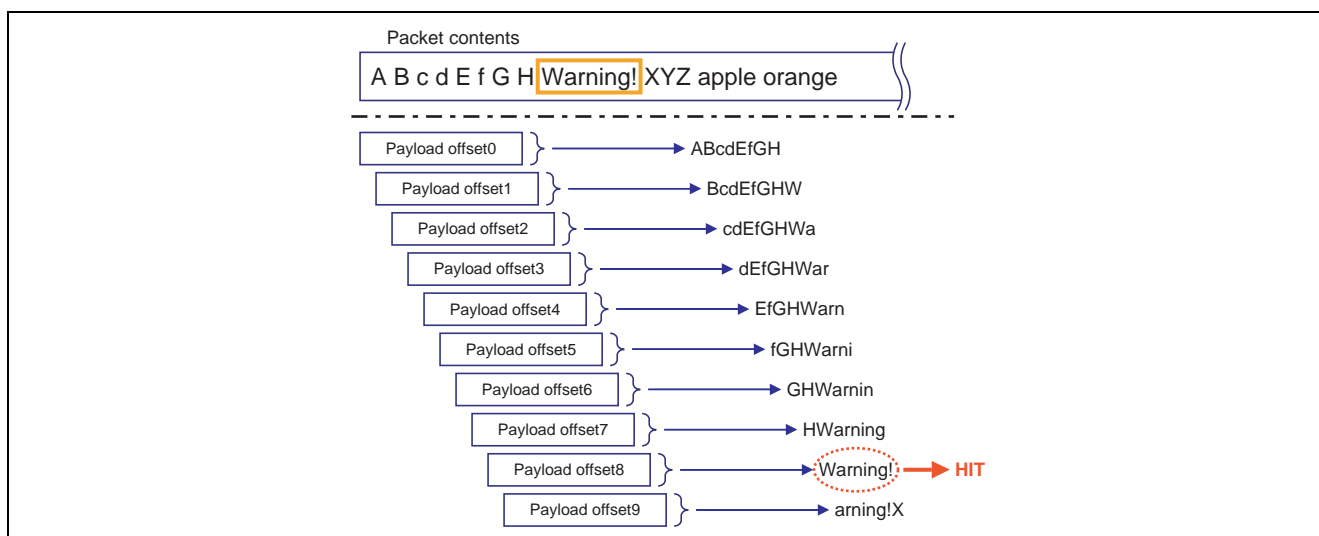 Packet contents
A B c d E f G H Warning! XYZ apple orange
Payload offset0 ABcdEfGH
Payload offset1 BcdEfGHW
Payload offset2 cdEfGHWa
Payload offset3 dEfGHWar
Payload offset4 EfGHWarn
Payload offset5 fGHWarni
Payload offset6 GHWarnin
Payload offset7 HWarning
Payload offset8 Warning! HIT
Payload offset9 arning!X